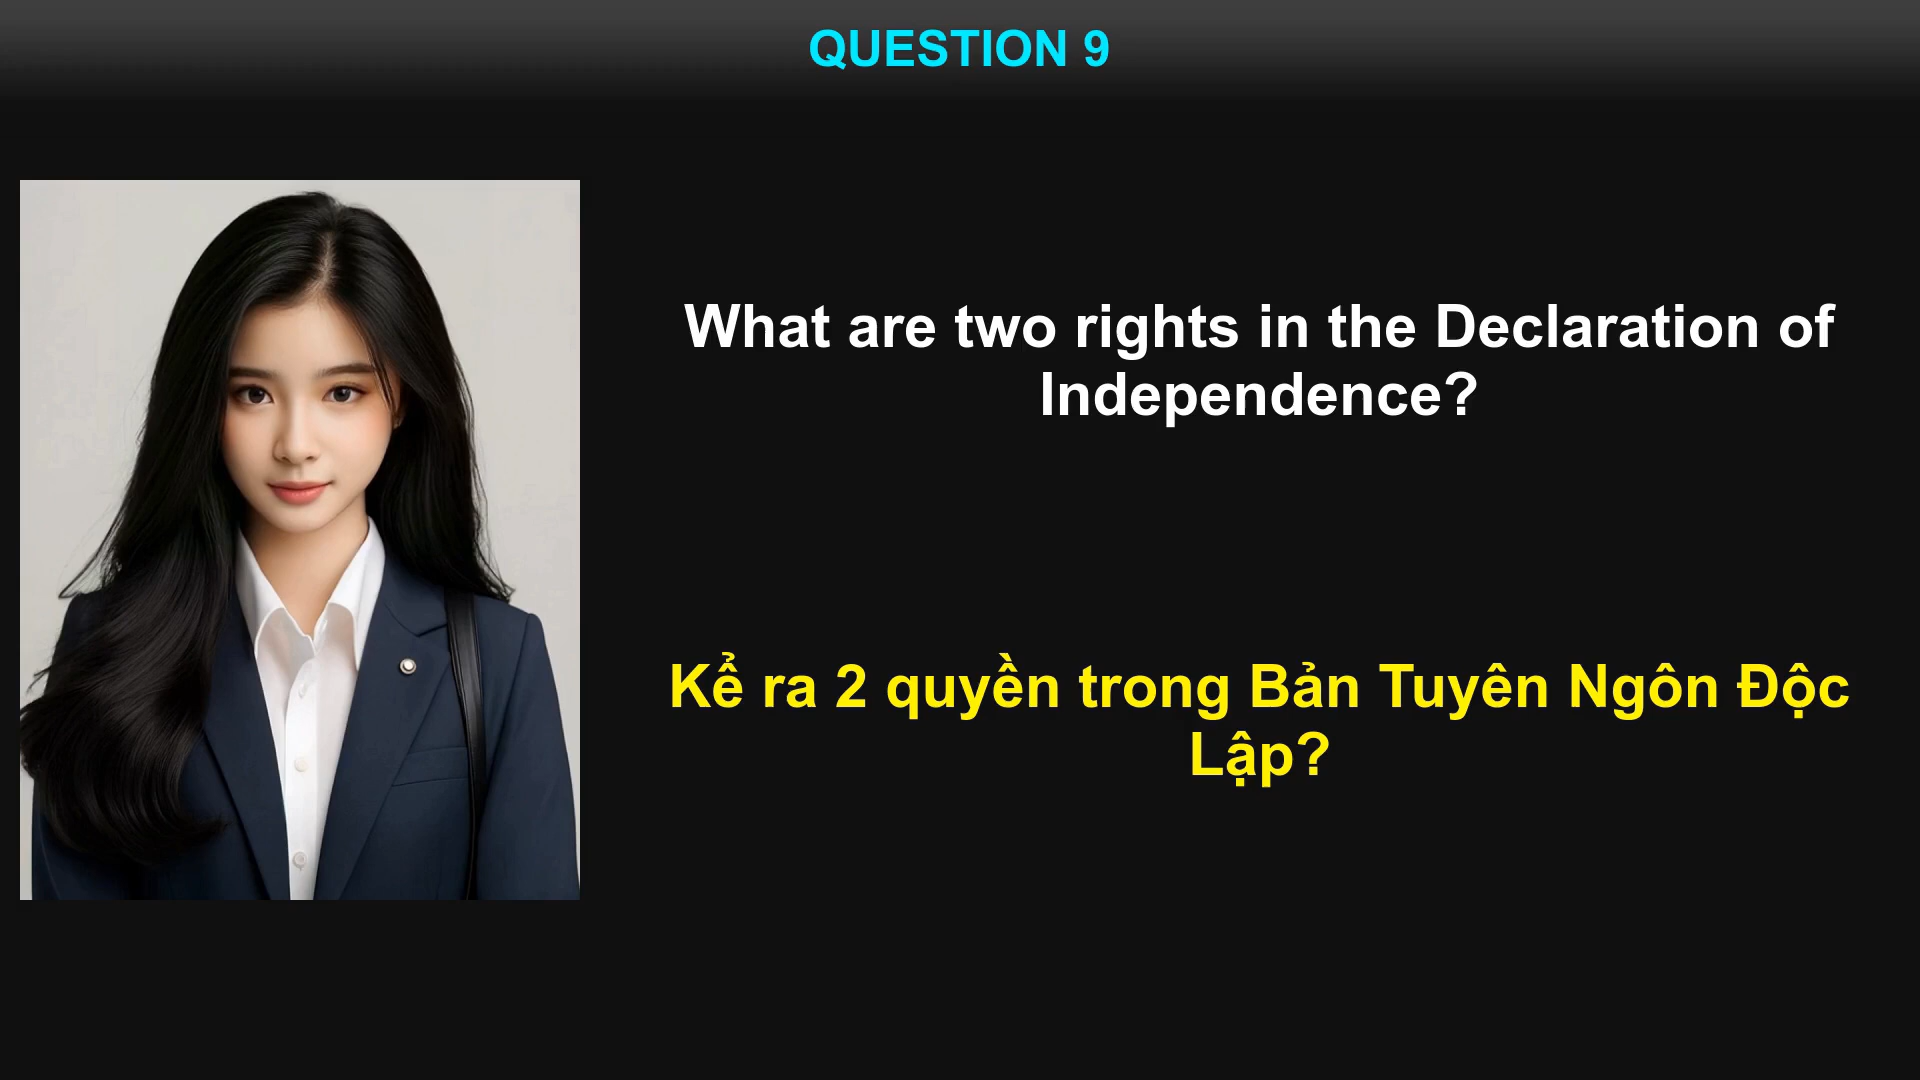 QUESTION 9
What are two rights in the Declaration of
Independence?
Kể ra 2 quyền trong Bản Tuyên Ngôn Độc
Lập?